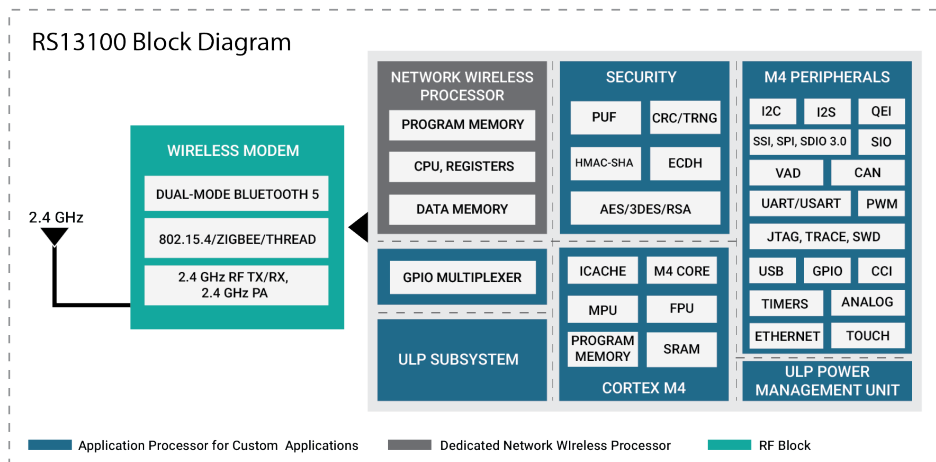 RS13100 Block Diagram
2.4 GHz
WIRELESS MODEM
DUAL-MODE BLUETOOTH 5
802.15.4/ZIGBEE/THREAD
2.4 GHz RF TX/RX,
2.4 GHz PA
NETWORK WIRELESS
PROCESSOR
PROGRAM MEMORY
CPU, REGISTERS
DATA MEMORY
GPIO MULTIPLEXER
ULP SUBSYSTEM
SECURITY
PUF
CRC/TRNG
HMAC-SHA
ECDH
AES/3DES/RSA
ICACHE
M4 CORE
MPU
FPU
PROGRAM
MEMORY
SRAM
CORTEX M4
M4 PERIPHERALS
I2C
I2S
QEI
SSI, SPI, SDIO 3.0
SIO
VAD
CAN
UART/USART
PWM
JTAG, TRACE, SWD
USB
GPIO
CCI
TIMERS
ANALOG
ETHERNET
TOUCH
ULP POWER
MANAGEMENT UNIT
Application Processor for Custom Applications
Dedicated Network WIreless Processor
RF Block